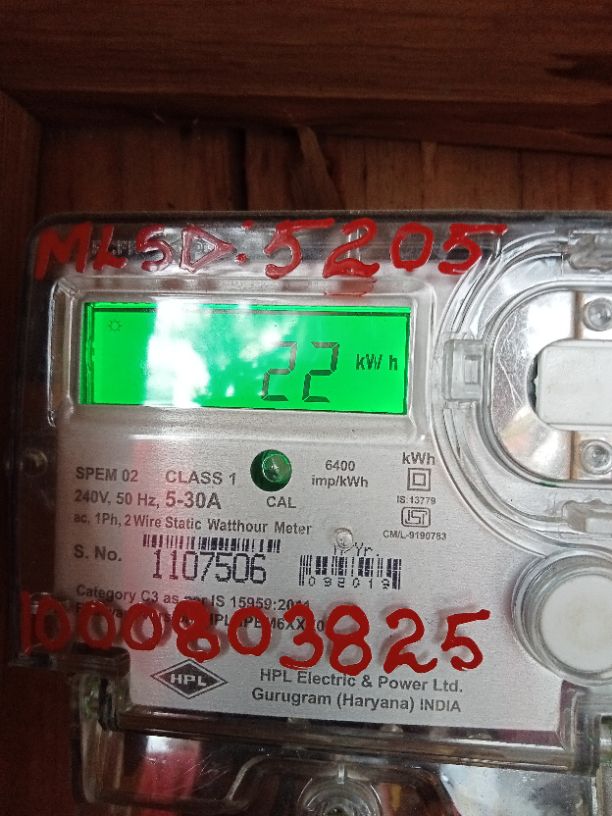 MLSD: 5205
22 kWh
SPEM 02 CLASS 1
6400 imp/kWh
kWh
240V, 50 Hz, 5-30A
CAL
IS:13779
ac, 1Ph, 2 Wire Static Watthour Meter
CM/L-9190783
S. No. 1107506
Yr.
092019
Category C3 as per IS 15959:2011
1000803825
HPL
HPL Electric & Power Ltd.
Gurugram (Haryana) INDIA